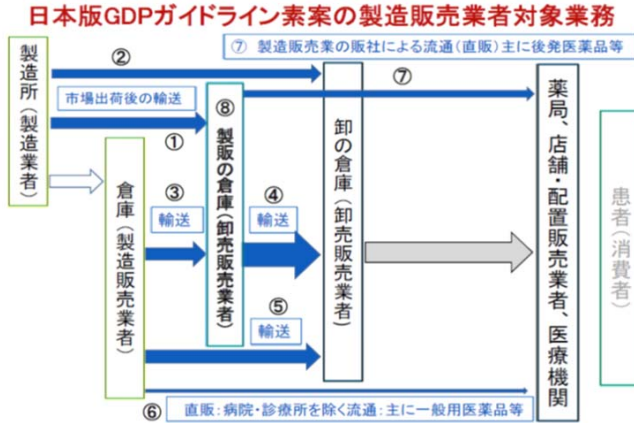 日本版GDPガイドライン素案の製造販売業者対象業務
製造所（製造業者）
②
⑦ 製造販売業の販社による流通（直販）主に後発医薬品等
市場出荷後の輸送
①
⑧ 製販の倉庫（卸売販売業者）
⑦
卸の倉庫（卸売販売業者）
薬局、店舗・配置販売業者、医療機関
患者（消費者）
倉庫（製造販売業者）
③
輸送
④
輸送
⑤
輸送
⑥
直販：病院・診療所を除く流通：主に一般用医薬品等